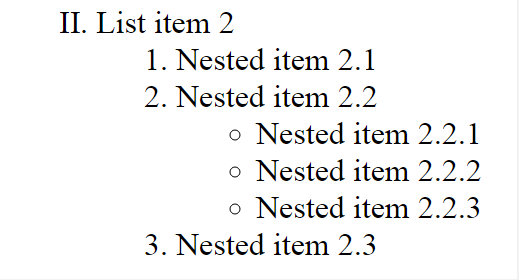 II. List item 2
1. Nested item 2.1
2. Nested item 2.2
○ Nested item 2.2.1
○ Nested item 2.2.2
○ Nested item 2.2.3
3. Nested item 2.3